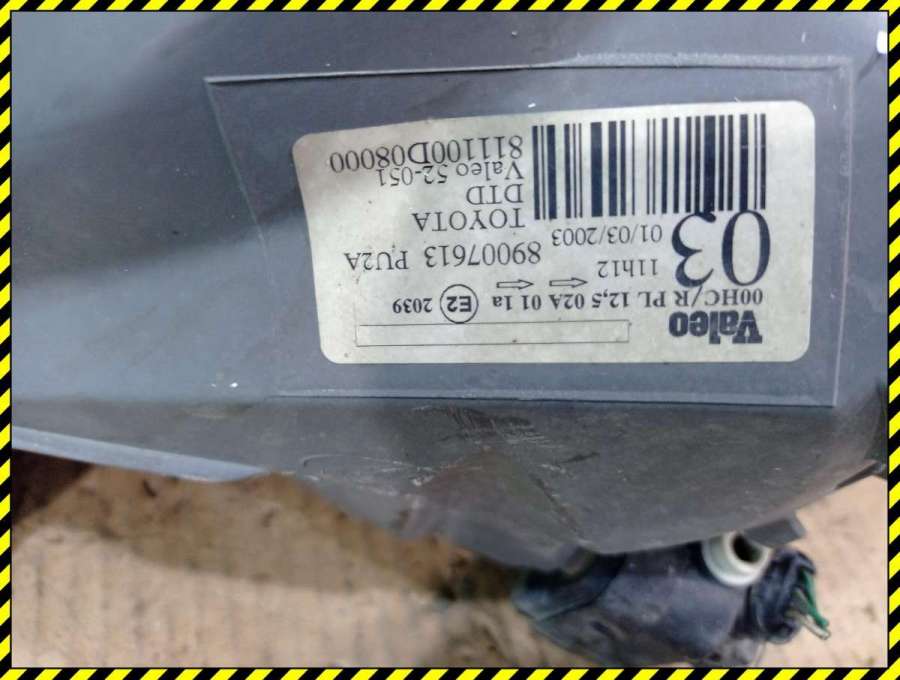 Valeo
00HC/R PL 12,5 02A 01 1a E2 2039
03
11h12
89007613 PU2A
01/03/2003
TOYOTA
DTD
Valeo 52-051
811100D08000